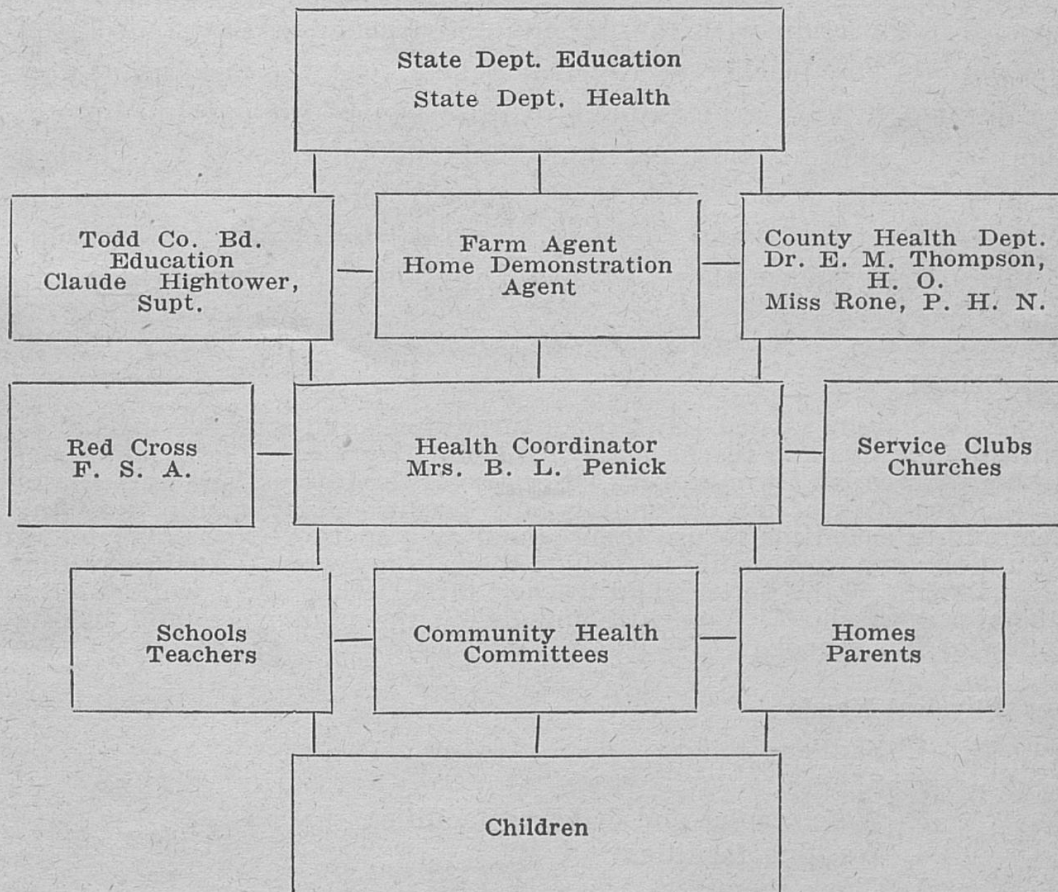 State Dept. Education
State Dept. Health
Todd Co. Bd.
Education
Claude Hightower,
Supt.
Farm Agent
Home Demonstration
Agent
County Health Dept.
Dr. E. M. Thompson,
H. O.
Miss Rone, P. H. N.
Red Cross
F. S. A.
Health Coordinator
Mrs. B. L. Penick
Service Clubs
Churches
Schools
Teachers
Community Health
Committees
Homes
Parents
Children